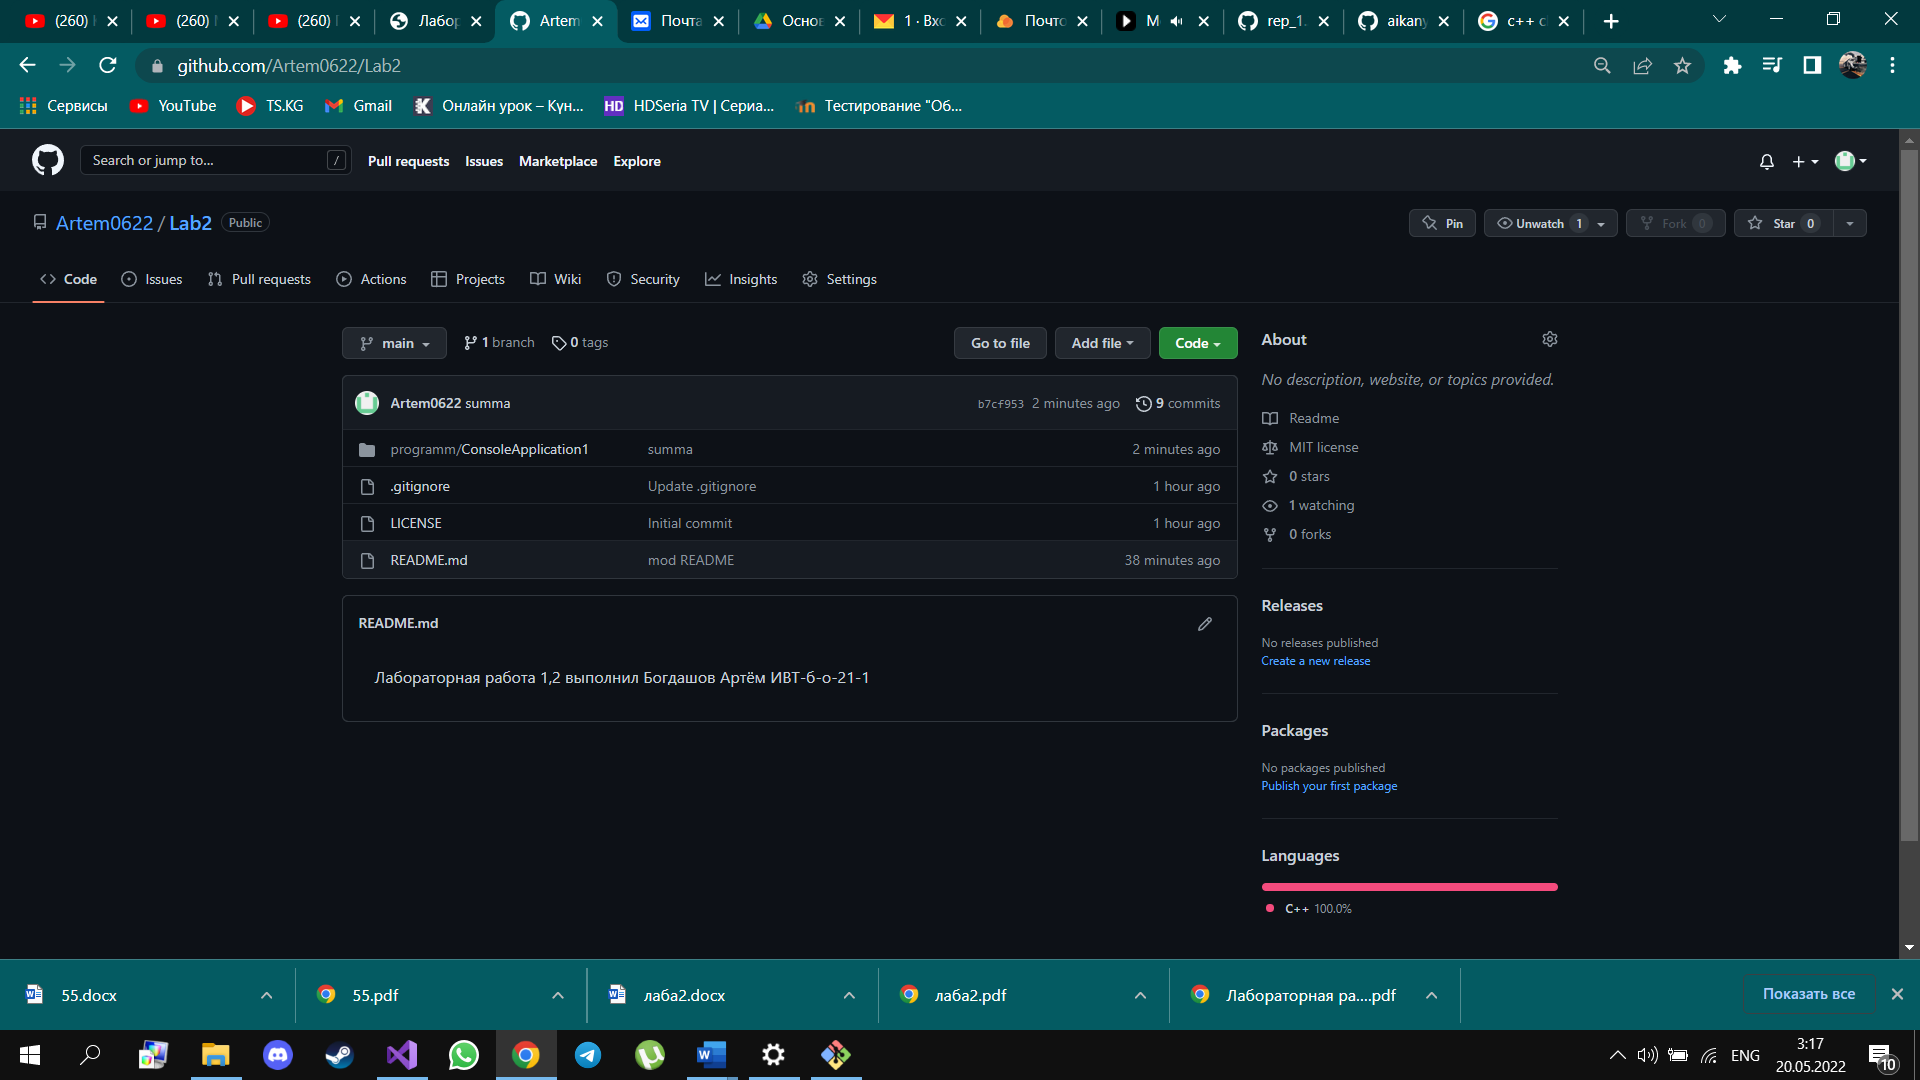 (260)
(260)
(260)
Лабор
Artem
Почта
Осно
1 · Вхо
Почто
M
rep_1.
aikan
c++ c
github.com/Artem0622/Lab2
Сервисы
YouTube
TS.KG
Gmail
Онлайн урок – Күн...
HD HDSeria TV | Сериа...
Тестирование "Об...
Search or jump to... /
Pull requests
Issues
Marketplace
Explore
Artem0622 / Lab2 Public
Pin
Unwatch 1
Fork 0
Star 0
Code
Issues
Pull requests
Actions
Projects
Wiki
Security
Insights
Settings
main
1 branch
0 tags
Go to file
Add file
Code
Artem0622 summa b7cf953 2 minutes ago 9 commits
programm/ConsoleApplication1 summa 2 minutes ago
.gitignore Update .gitignore 1 hour ago
LICENSE Initial commit 1 hour ago
README.md mod README 38 minutes ago
README.md
Лабораторная работа 1,2 выполнил Богдашов Артём ИВТ-б-о-21-1
About
No description, website, or topics provided.
Readme
MIT license
0 stars
1 watching
0 forks
Releases
No releases published
Create a new release
Packages
No packages published
Publish your first package
Languages
C++ 100.0%
55.docx
55.pdf
лаба2.docx
лаба2.pdf
Лабораторная ра....pdf
Показать все
ENG
3:17
20.05.2022
10